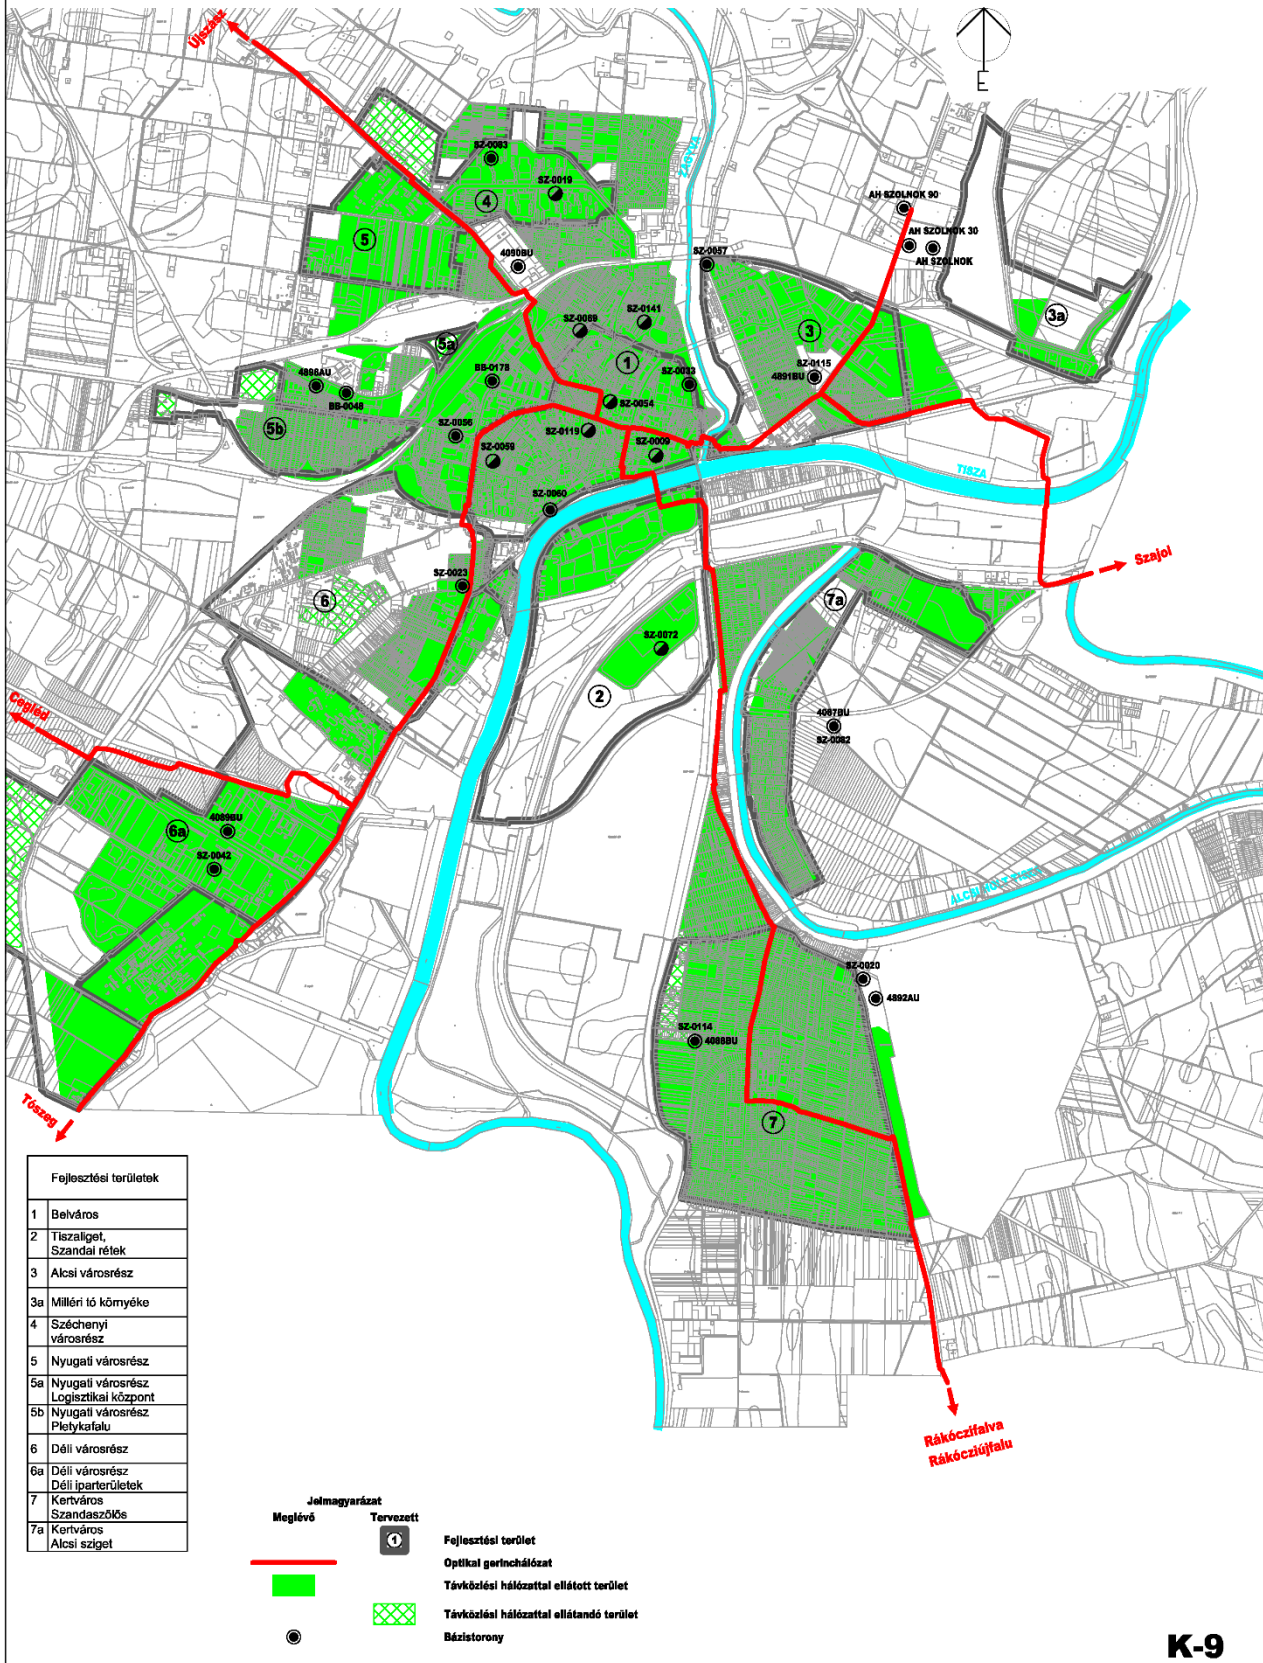 Újszász
É
ZAGYVA
SZ-0083
SZ-0019
4
AH SZOLNOK 90
AH SZOLNOK 30
AH SZOLNOK
5
4090BU
SZ-0057
3a
SZ-0141
SZ-0089
3
5a
1
SZ-0115
4891BU
4898AU
BB-0048
BB-0178
SZ-0033
SZ-0054
5b
SZ-0056
SZ-0119
SZ-0059
SZ-0009
TISZA
SZ-0060
Szajol
SZ-0023
6
7a
SZ-0072
2
Cegléd
4087BU
SZ-0082
4089BU
6a
SZ-0042
ALCSI HOLT TISZA
SZ-0020
4892AU
SZ-0114
4088BU
Tószeg
7
Rákóczifalva
Rákócziújfalu
Fejlesztési területek
1 Belváros
2 Tiszaliget,
Szandai rétek
3 Alcsi városrész
3a Milléri tó környéke
4 Széchenyi
városrész
5 Nyugati városrész
5a Nyugati városrész
Logisztikai központ
5b Nyugati városrész
Pletykafalu
6 Déli városrész
6a Déli városrész
Déli iparterületek
7 Kertváros
Szandaszőlős
7a Kertváros
Alcsi sziget
Jelmagyarázat
Meglévő Tervezett
1 Fejlesztési terület
Optikai gerinchálózat
Távközlési hálózattal ellátott terület
Távközlési hálózattal ellátandó terület
Bázistorony
K-9